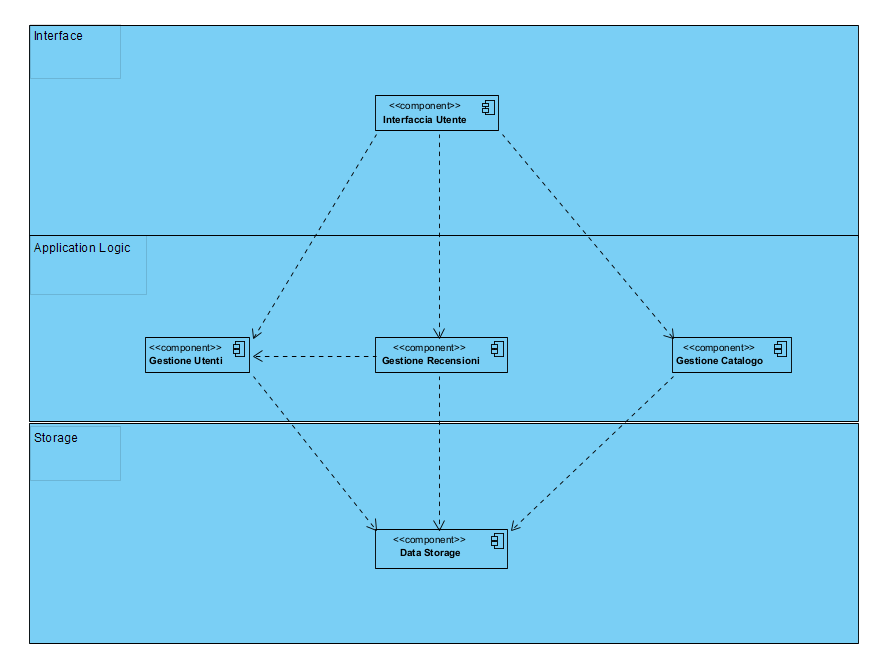 Interface
<<component>>
Interfaccia Utente
Application Logic
<<component>>
Gestione Utenti
<<component>>
Gestione Recensioni
<<component>>
Gestione Catalogo
Storage
<<component>>
Data Storage